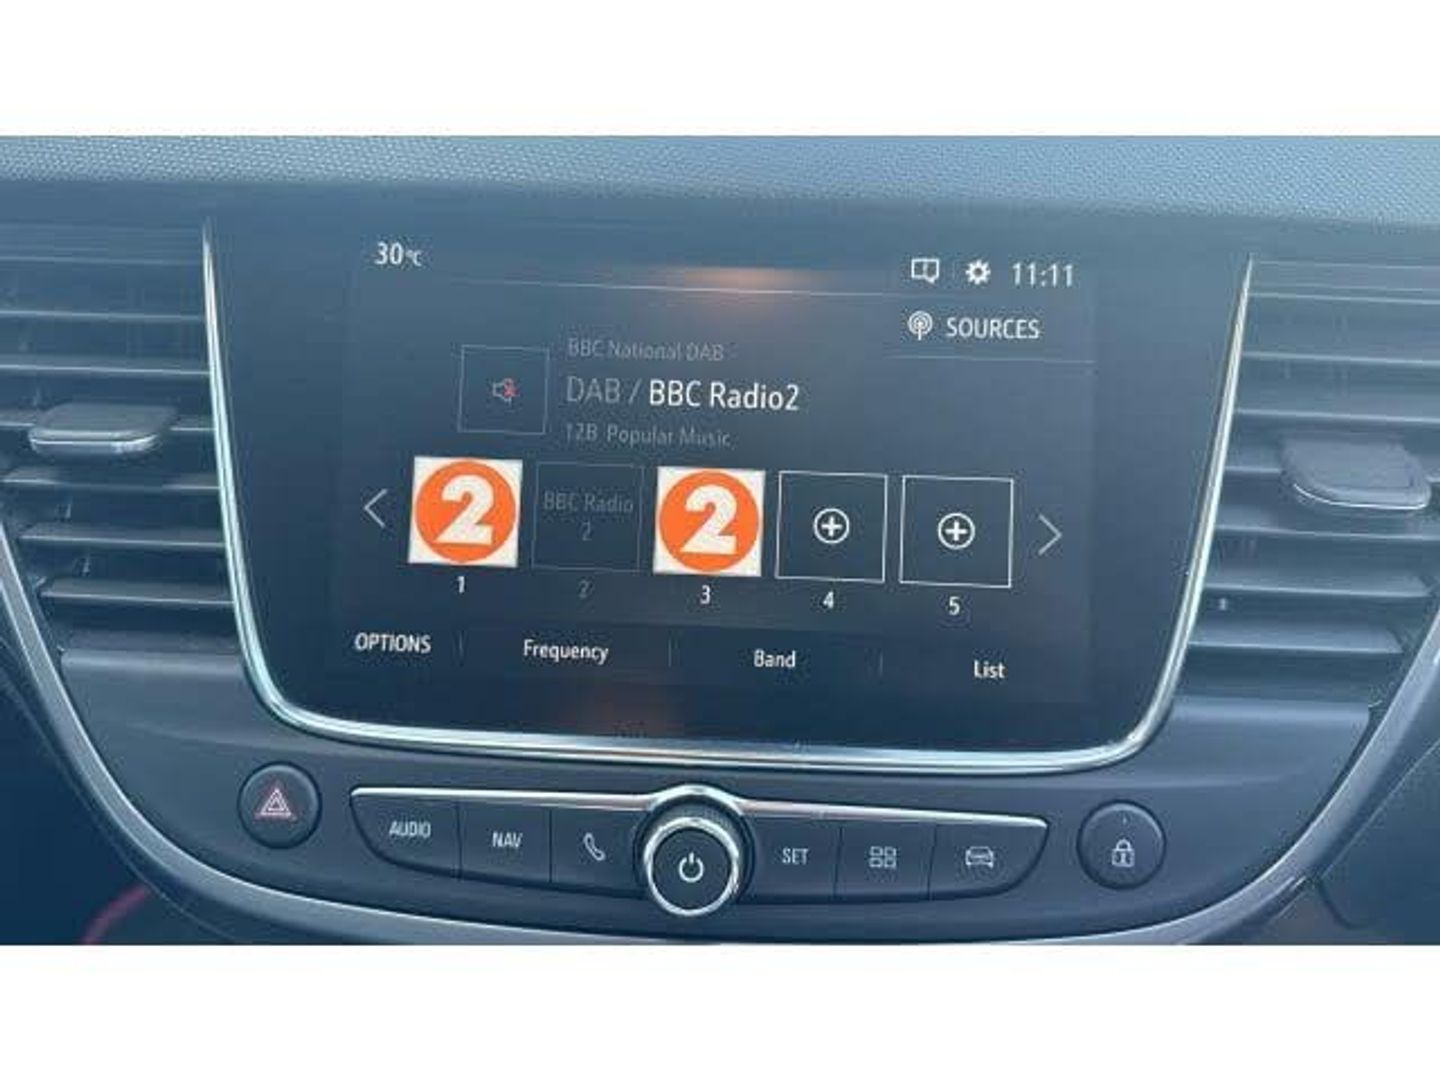 30°C
11:11
SOURCES
BBC National DAB
DAB / BBC Radio2
12B Popular Music
2
BBC Radio
2
2
1
2
3
4
5
OPTIONS
Frequency
Band
List
AUDIO
NAV
SET